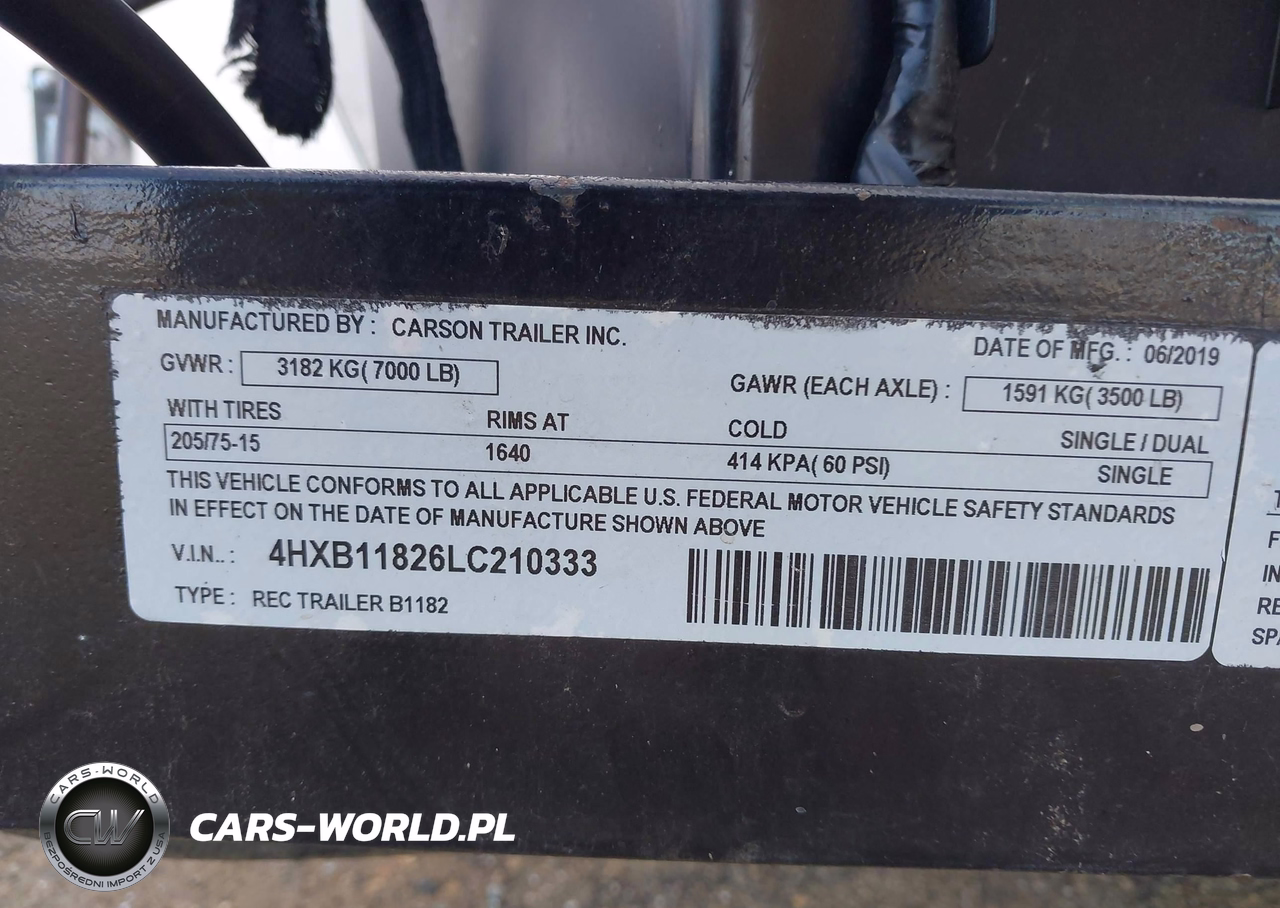 MANUFACTURED BY : CARSON TRAILER INC.
DATE OF MFG. : 06/2019
GVWR : 3182 KG( 7000 LB)
GAWR (EACH AXLE) : 1591 KG( 3500 LB)
WITH TIRES RIMS AT COLD SINGLE / DUAL
205/75-15 1640 414 KPA( 60 PSI) SINGLE
THIS VEHICLE CONFORMS TO ALL APPLICABLE U.S. FEDERAL MOTOR VEHICLE SAFETY STANDARDS
IN EFFECT ON THE DATE OF MANUFACTURE SHOWN ABOVE
V.I.N.. : 4HXB11826LC210333
TYPE : REC TRAILER B1182
CARS-WORLD
CW
BEZPOŚREDNI IMPORT Z USA
CARS-WORLD.PL